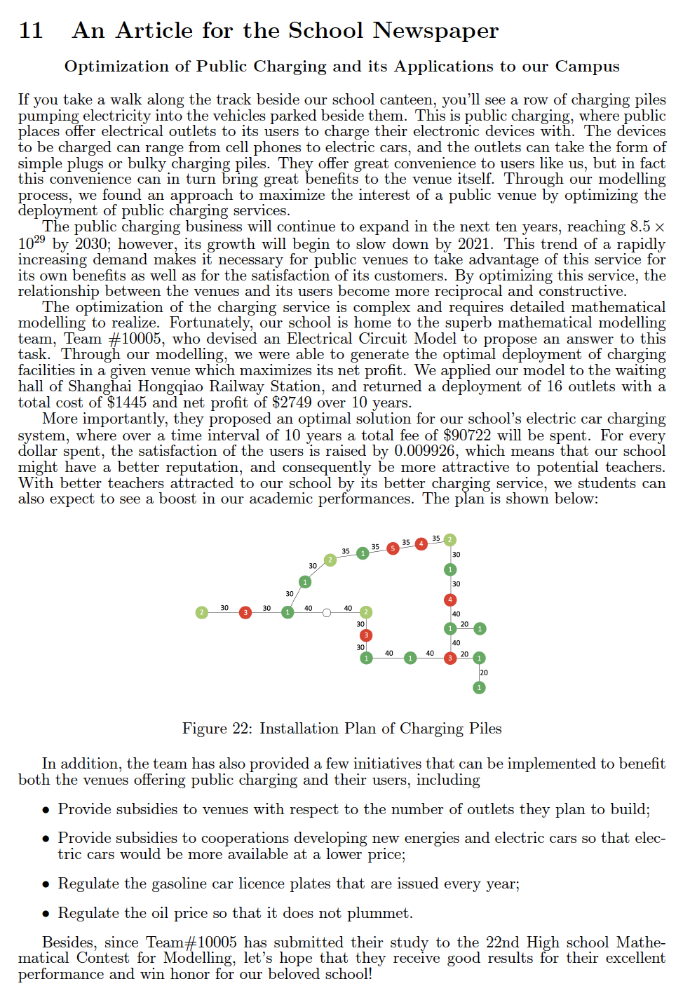 11 An Article for the School Newspaper
Optimization of Public Charging and its Applications to our Campus
If you take a walk along the track beside our school canteen, you'll see a row of charging piles
pumping electricity into the vehicles parked beside them. This is public charging, where public
places offer electrical outlets to its users to charge their electronic devices with. The devices
to be charged can range from cell phones to electric cars, and the outlets can take the form of
simple plugs or bulky charging piles. They offer great convenience to users like us, but in fact
this convenience can in turn bring great benefits to the venue itself. Through our modelling
process, we found an approach to maximize the interest of a public venue by optimizing the
deployment of public charging services.
The public charging business will continue to expand in the next ten years, reaching 8.5 ×
10²⁹ by 2030; however, its growth will begin to slow down by 2021. This trend of a rapidly
increasing demand makes it necessary for public venues to take advantage of this service for
its own benefits as well as for the satisfaction of its customers. By optimizing this service, the
relationship between the venues and its users become more reciprocal and constructive.
The optimization of the charging service is complex and requires detailed mathematical
modelling to realize. Fortunately, our school is home to the superb mathematical modelling
team, Team #10005, who devised an Electrical Circuit Model to propose an answer to this
task. Through our modelling, we were able to generate the optimal deployment of charging
facilities in a given venue which maximizes its net profit. We applied our model to the waiting
hall of Shanghai Hongqiao Railway Station, and returned a deployment of 16 outlets with a
total cost of $1445 and net profit of $2749 over 10 years.
More importantly, they proposed an optimal solution for our school's electric car charging
system, where over a time interval of 10 years a total fee of $90722 will be spent. For every
dollar spent, the satisfaction of the users is raised by 0.009926, which means that our school
might have a better reputation, and consequently be more attractive to potential teachers.
With better teachers attracted to our school by its better charging service, we students can
also expect to see a boost in our academic performances. The plan is shown below:
35 2
35 4
35 5
35 1
2 30
30 1
30
1
30
4
40
2 30 3 30 1 40 40 2
1 20 1
30
3
40
30
1 40 1 40 3 20 1
20
1
Figure 22: Installation Plan of Charging Piles
In addition, the team has also provided a few initiatives that can be implemented to benefit
both the venues offering public charging and their users, including
• Provide subsidies to venues with respect to the number of outlets they plan to build;
• Provide subsidies to cooperations developing new energies and electric cars so that elec-
tric cars would be more available at a lower price;
• Regulate the gasoline car licence plates that are issued every year;
• Regulate the oil price so that it does not plummet.
Besides, since Team#10005 has submitted their study to the 22nd High school Mathe-
matical Contest for Modelling, let's hope that they receive good results for their excellent
performance and win honor for our beloved school!